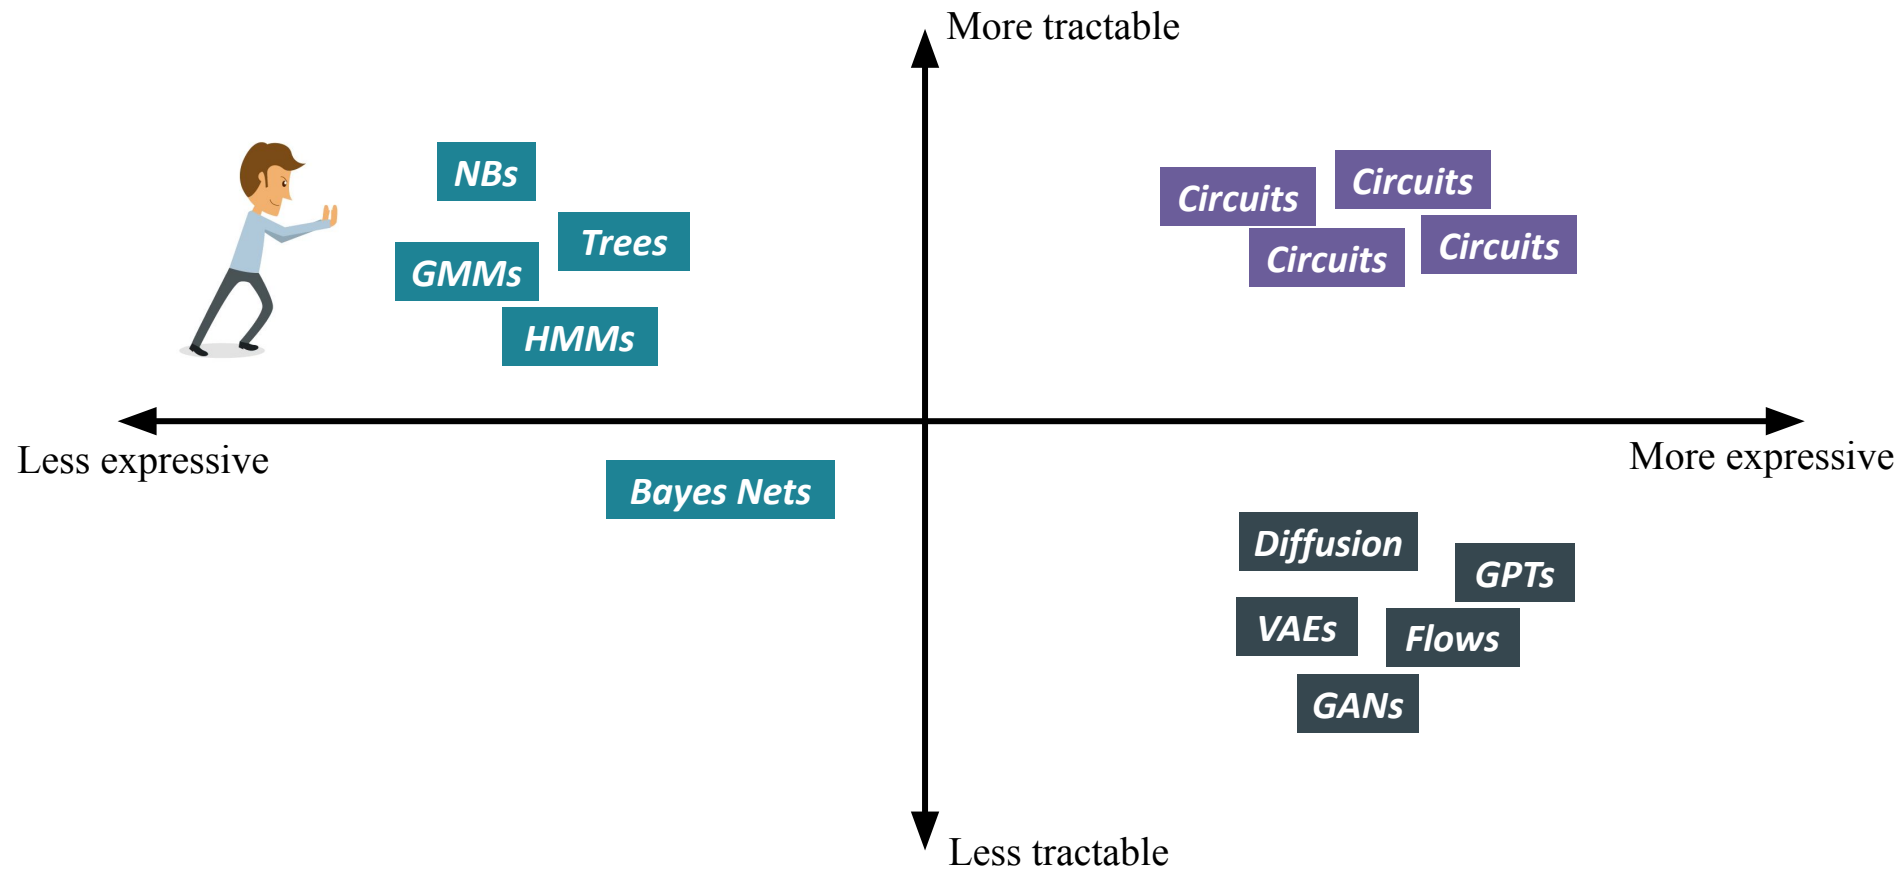 More tractable
NBs
Circuits
Circuits
Trees
GMMs
Circuits
Circuits
HMMs
Less expressive
More expressive
Bayes Nets
Diffusion
GPTs
VAEs
Flows
GANs
Less tractable